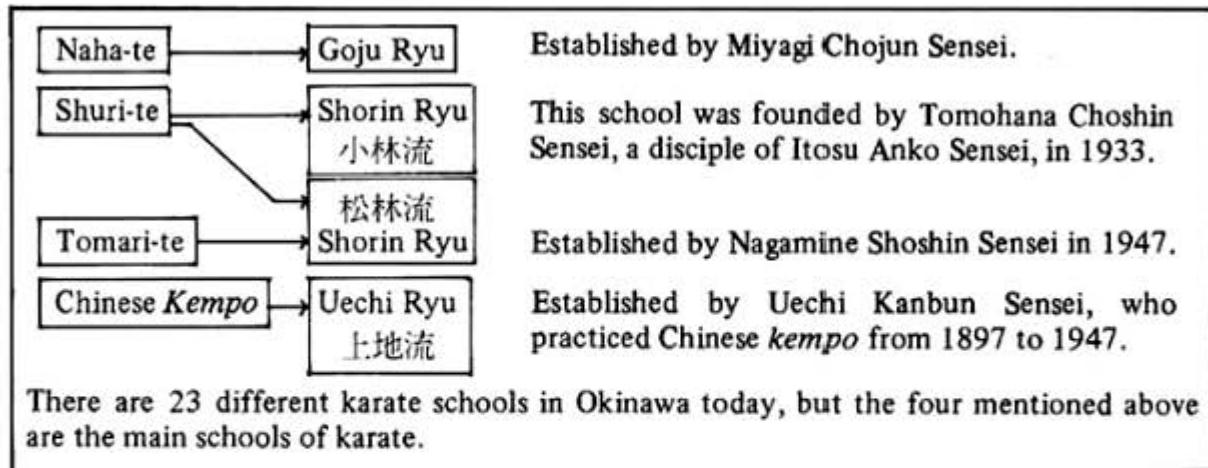 Naha-te Goju Ryu Established by Miyagi Chojun Sensei.
Shuri-te Shorin Ryu This school was founded by Tomohana Choshin
小林流 Sensei, a disciple of Itosu Anko Sensei, in 1933.
松林流
Tomari-te Shorin Ryu Established by Nagamine Shoshin Sensei in 1947.
Chinese Kempo Uechi Ryu Established by Uechi Kanbun Sensei, who
上地流 practiced Chinese kempo from 1897 to 1947.
There are 23 different karate schools in Okinawa today, but the four mentioned above
are the main schools of karate.